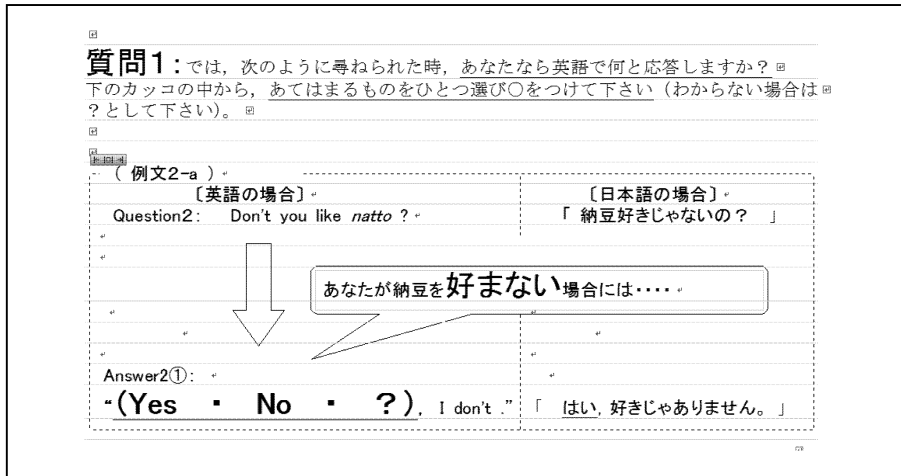 質問1:では,次のように尋ねられた時,あなたなら英語で何と応答しますか?
下のカッコの中から,あてはまるものをひとつ選び○をつけて下さい(わからない場合は
?として下さい)。
( 例文2-a )
〔英語の場合〕 〔日本語の場合〕
Question2: Don't you like natto ? 「 納豆好きじゃないの? 」
あなたが納豆を好まない場合には・・・・
Answer2①:
“(Yes ・ No ・ ?), I don't .” 「 はい,好きじゃありません。 」